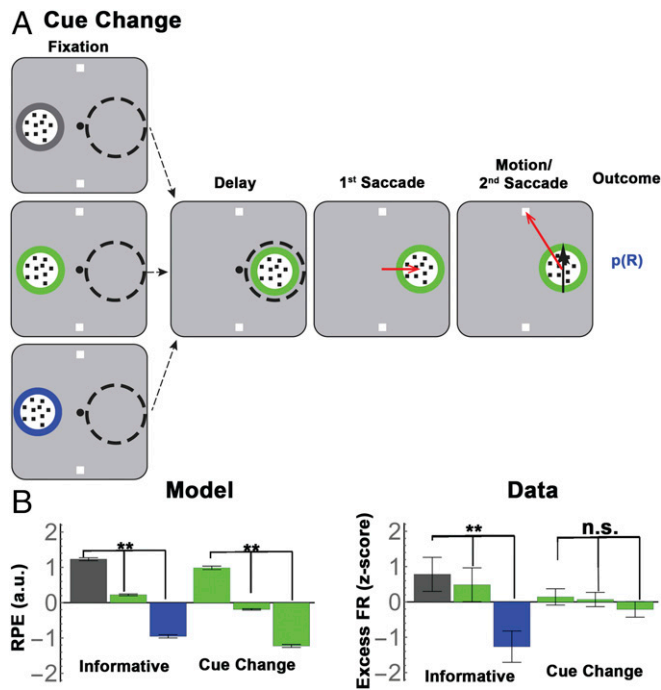 A Cue Change
Fixation
Delay
1st Saccade
Motion/
2nd Saccade
Outcome
p(R)
B
Model
RPE (a.u.)
2
1
0
−1
-2
**
**
Informative
Cue Change
Data
Excess FR (z-score)
2
1
0
−1
-2
**
n.s.
Informative
Cue Change